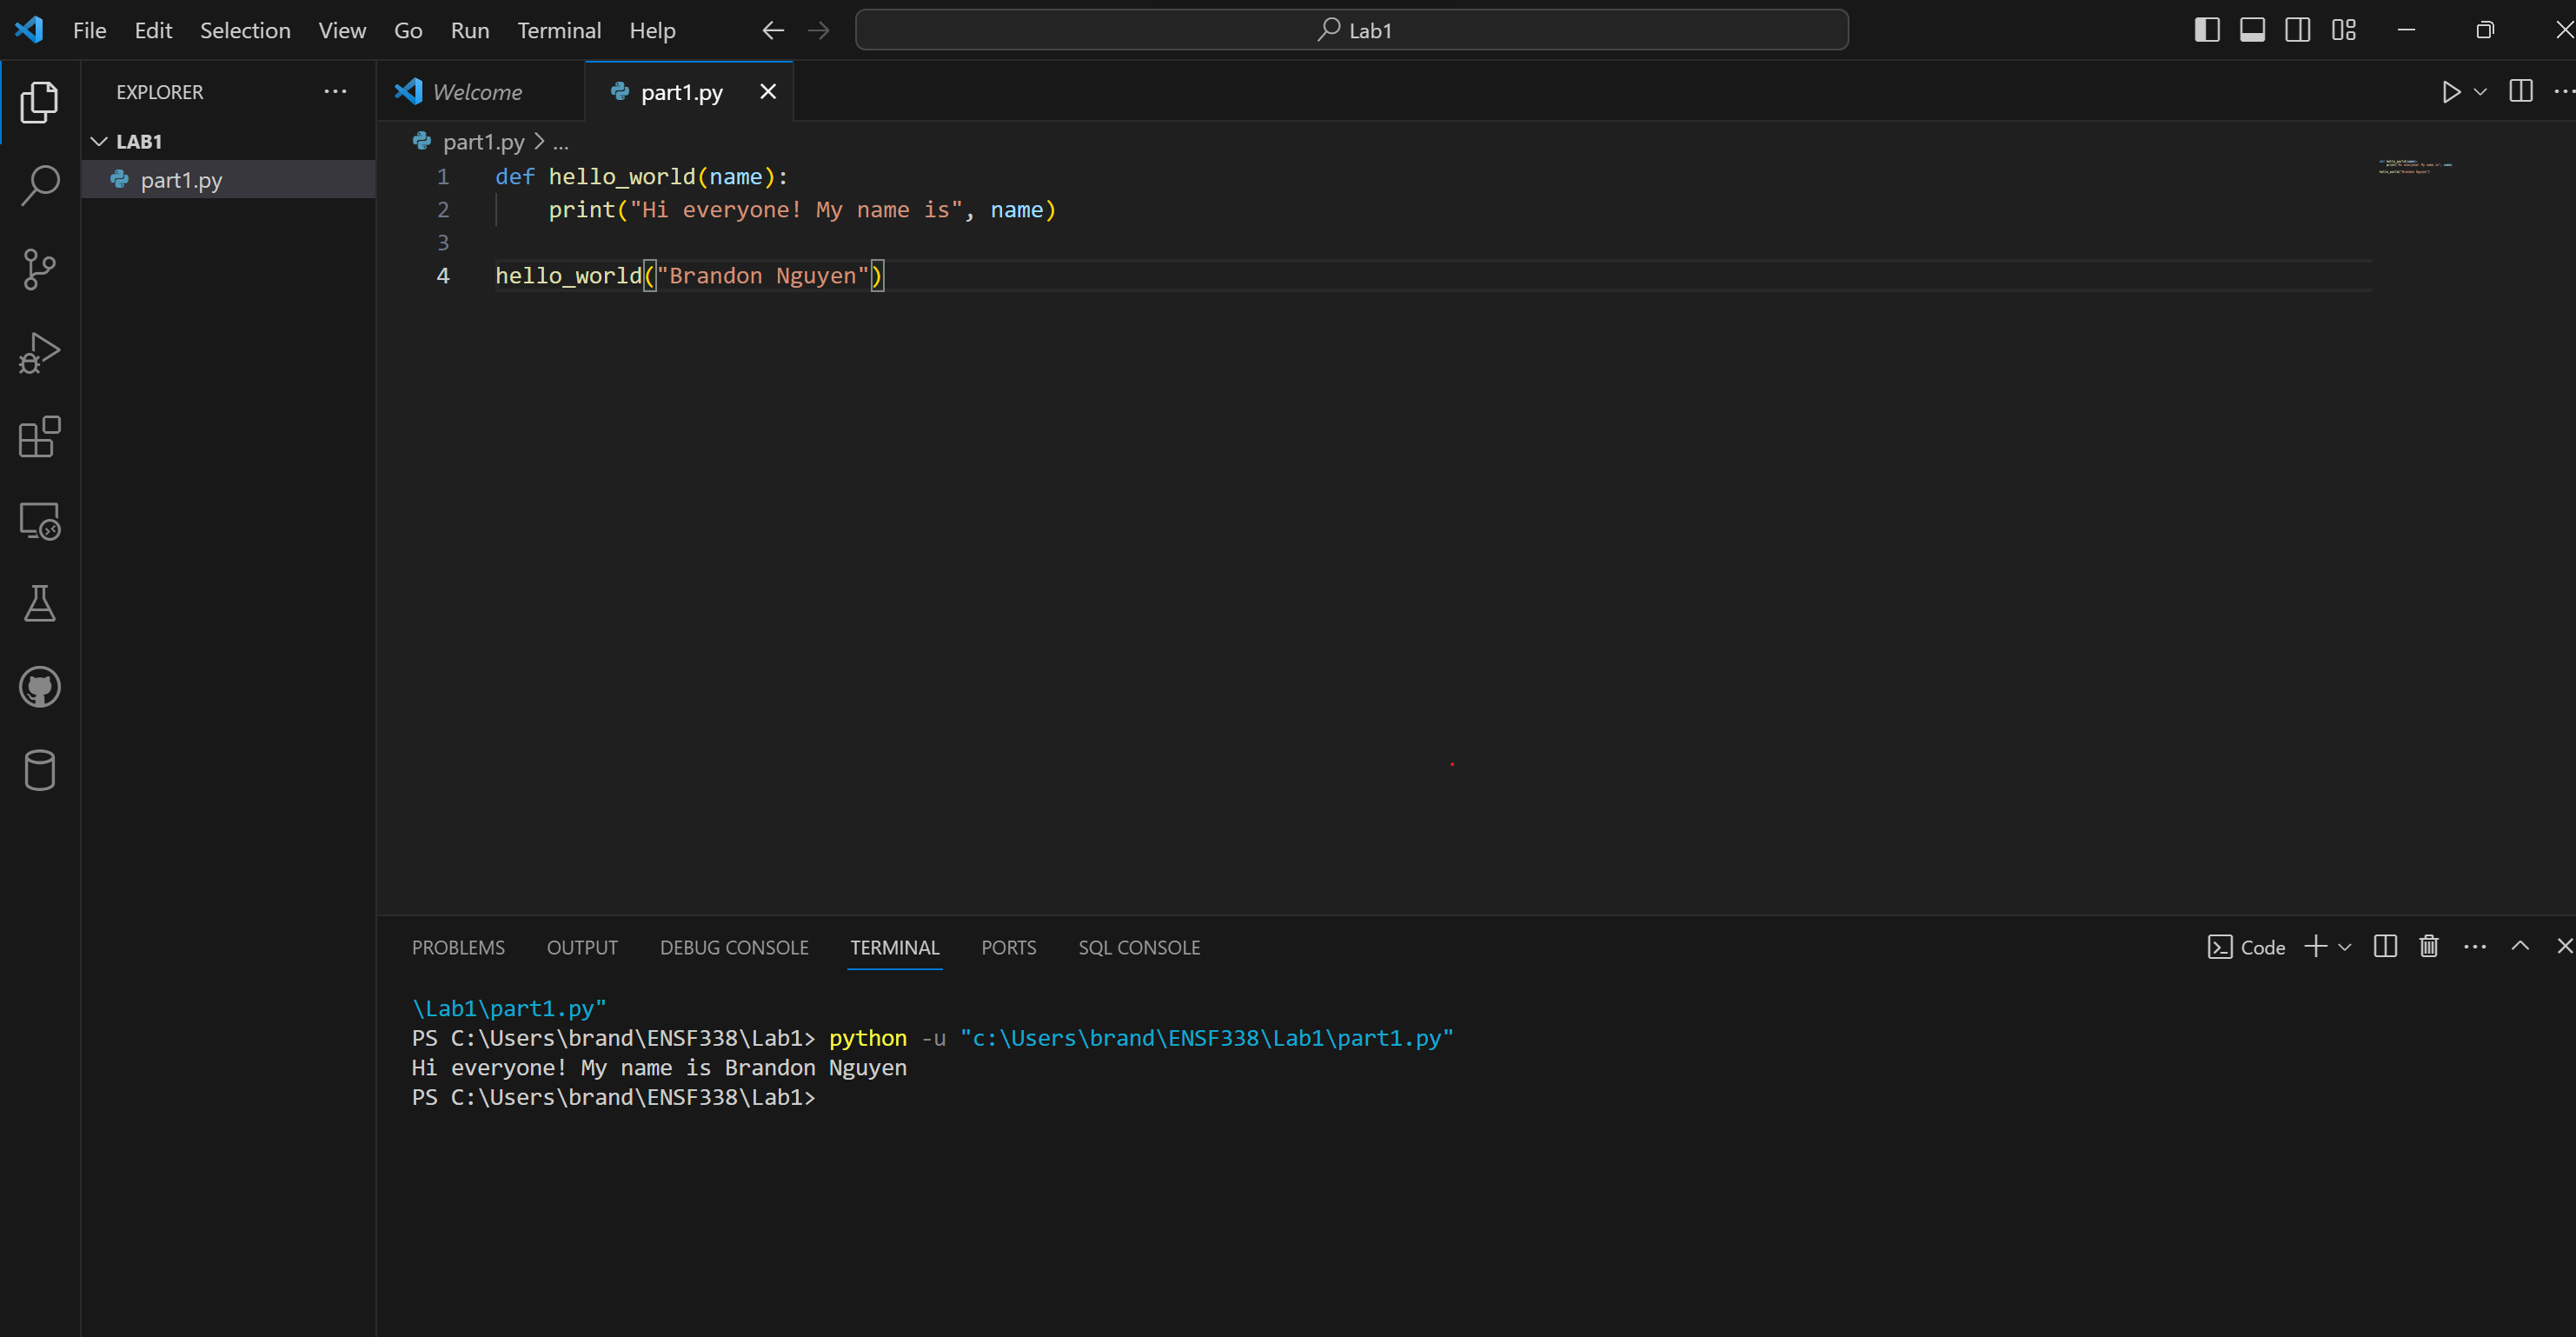 File Edit Selection View Go Run Terminal Help Lab1
EXPLORER
Welcome part1.py
LAB1
part1.py
part1.py > ...
1 def hello_world(name):
2     print("Hi everyone! My name is", name)
3
4 hello_world("Brandon Nguyen")
PROBLEMS OUTPUT DEBUG CONSOLE TERMINAL PORTS SQL CONSOLE Code
\Lab1\part1.py"
PS C:\Users\brand\ENSF338\Lab1> python -u "c:\Users\brand\ENSF338\Lab1\part1.py"
Hi everyone! My name is Brandon Nguyen
PS C:\Users\brand\ENSF338\Lab1>